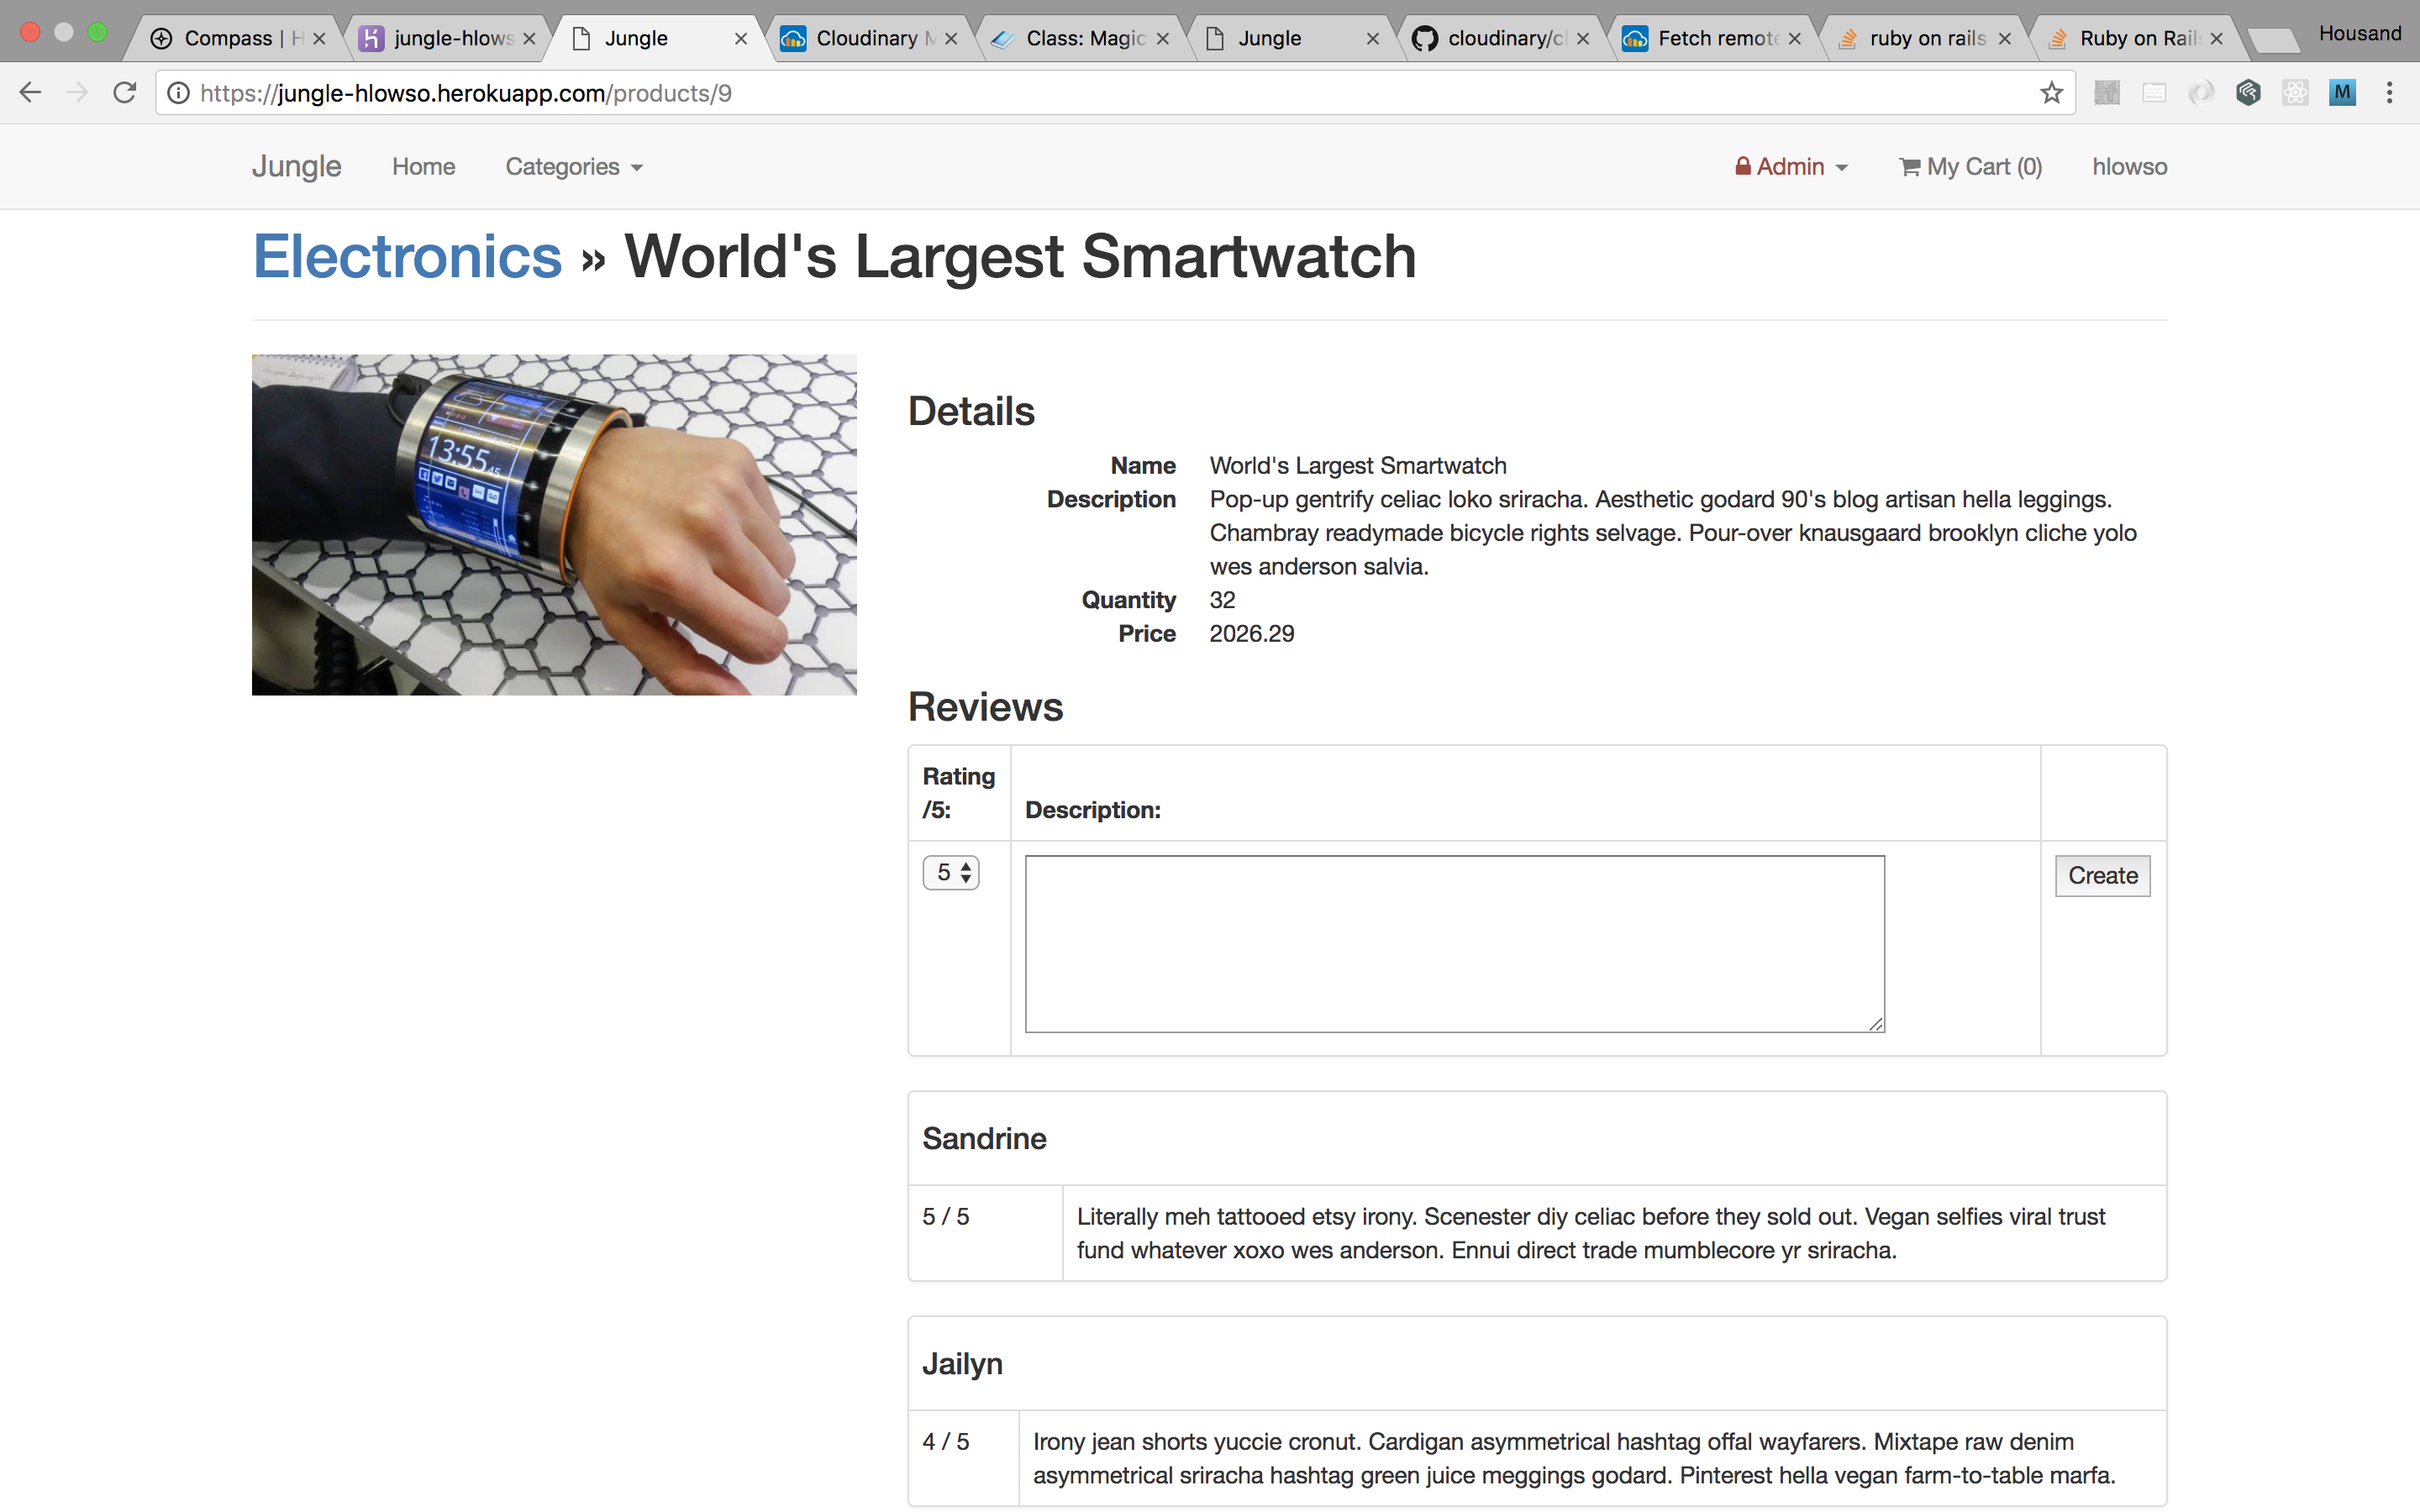 Compass | H
jungle-hlows
Jungle
Cloudinary M
Class: Magic
Jungle
cloudinary/cl
Fetch remote
ruby on rails
Ruby on Rails
Housand
https://jungle-hlowso.herokuapp.com/products/9
M
Jungle
Home
Categories
Admin
My Cart (0)
hlowso
Electronics » World's Largest Smartwatch
13:55 45
Details
Name World's Largest Smartwatch
Description Pop-up gentrify celiac loko sriracha. Aesthetic godard 90's blog artisan hella leggings.
Chambray readymade bicycle rights selvage. Pour-over knausgaard brooklyn cliche yolo
wes anderson salvia.
Quantity 32
Price 2026.29
Reviews
Rating
/5:
Description:
5
Create
Sandrine
5 / 5
Literally meh tattooed etsy irony. Scenester diy celiac before they sold out. Vegan selfies viral trust
fund whatever xoxo wes anderson. Ennui direct trade mumblecore yr sriracha.
Jailyn
4 / 5
Irony jean shorts yuccie cronut. Cardigan asymmetrical hashtag offal wayfarers. Mixtape raw denim
asymmetrical sriracha hashtag green juice meggings godard. Pinterest hella vegan farm-to-table marfa.